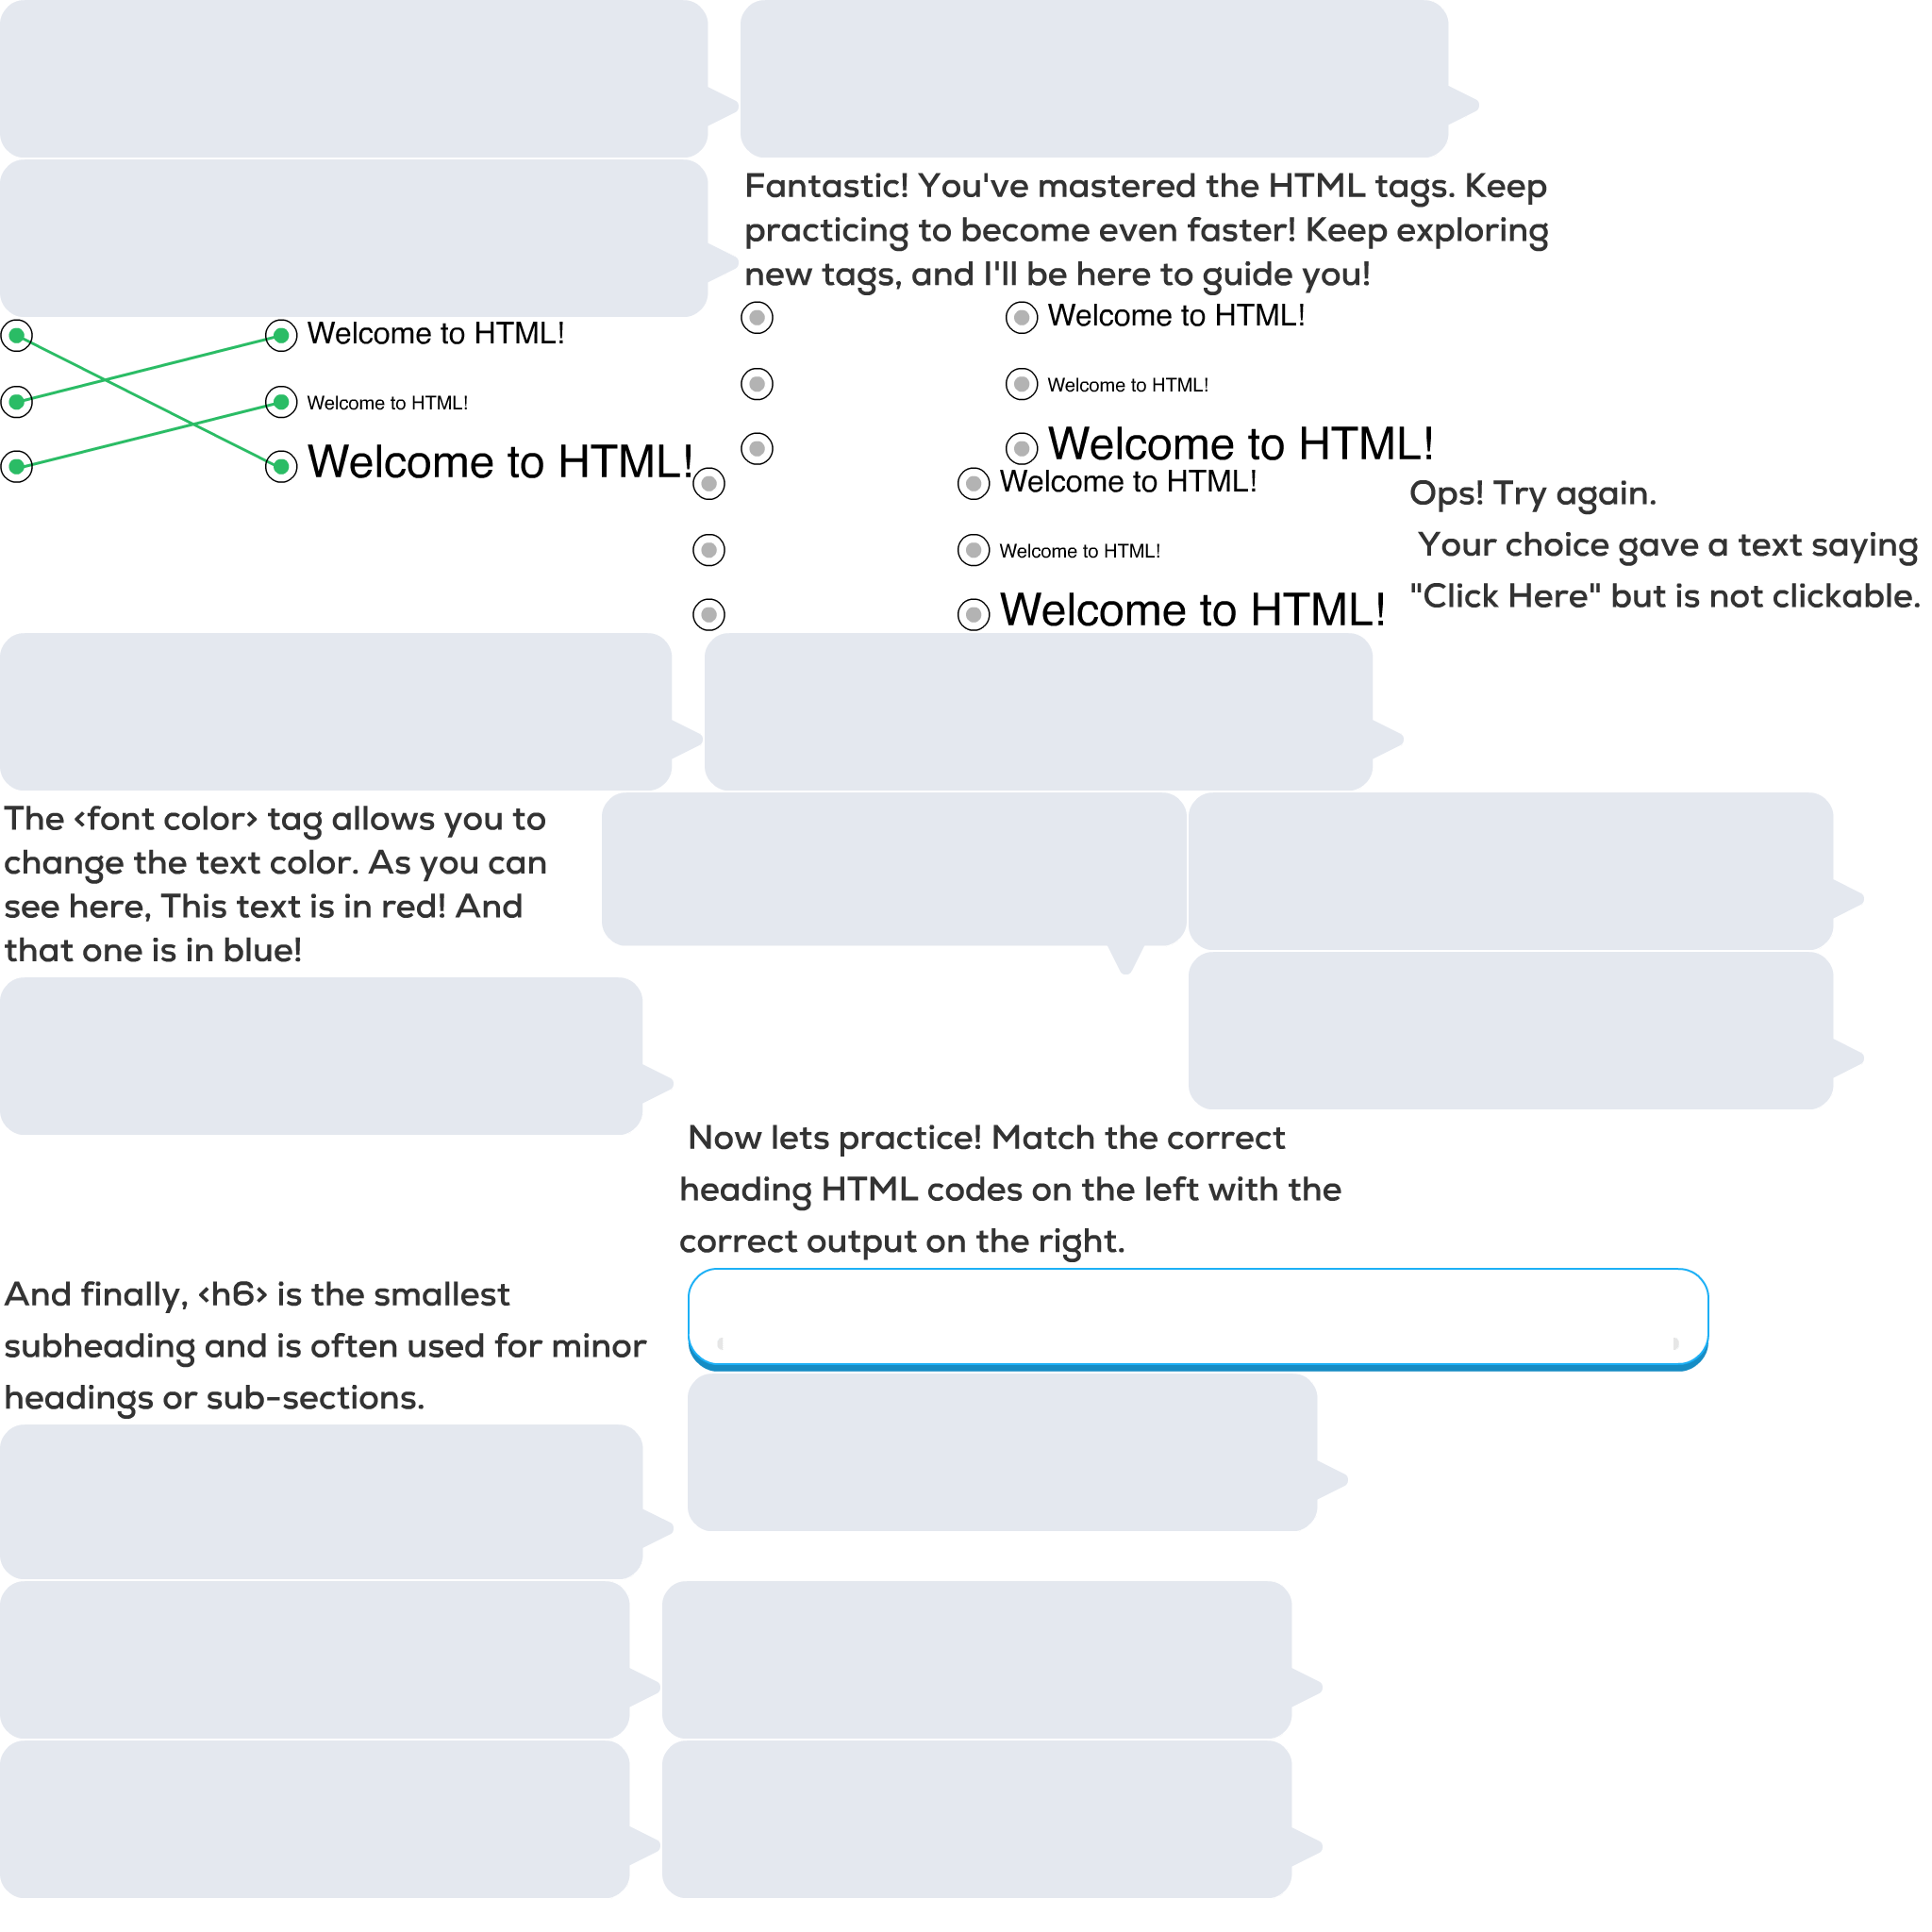 Fantastic! You've mastered the HTML tags. Keep
practicing to become even faster! Keep exploring
new tags, and I'll be here to guide you!
Welcome to HTML!
Welcome to HTML!
Welcome to HTML!
Welcome to HTML!
Welcome to HTML!
Welcome to HTML!
Welcome to HTML!
Welcome to HTML!
Welcome to HTML!
Ops! Try again.
Your choice gave a text saying
"Click Here" but is not clickable.
The <font color> tag allows you to
change the text color. As you can
see here, This text is in red! And
that one is in blue!
Now lets practice! Match the correct
heading HTML codes on the left with the
correct output on the right.
And finally, <h6> is the smallest
subheading and is often used for minor
headings or sub-sections.